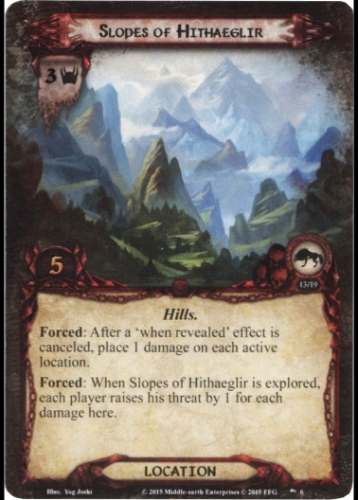 SLOPES OF HITHAEGLIR
3
5
13/19
Hills.
Forced: After a ‘when revealed’ effect is
canceled, place 1 damage on each active
location.
Forced: When Slopes of Hithaeglir is explored,
each player raises his threat by 1 for each
damage here.
LOCATION
Illus. Yog Joshi
© 2015 Middle-earth Enterprises © 2015 FFG
6